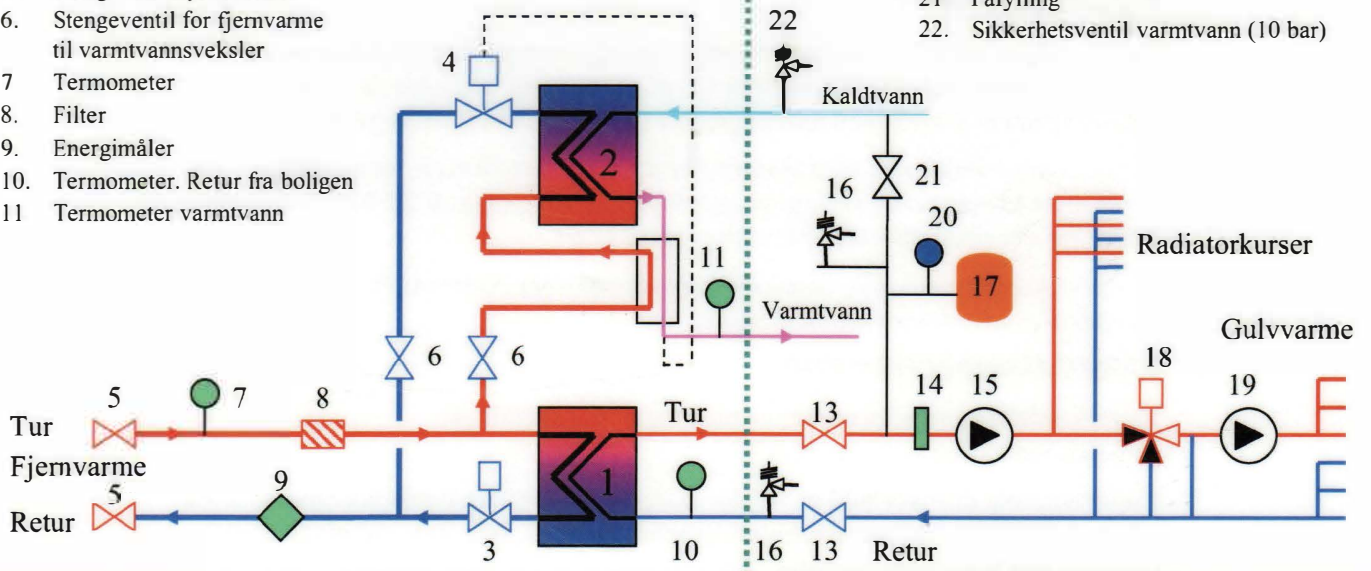 6. Stengeventil for fjernvarme
til varmtvannsveksler
7 Termometer
8. Filter
9. Energimåler
10. Termometer. Retur fra boligen
11 Termometer varmtvann
22. Sikkerhetsventil varmtvann (10 bar)
22
4
Kaldtvann
2
16
21
20
11
17
Radiatorkurser
Varmtvann
Gulvvarme
6
6
18
5
7
8
Tur
13
14
15
19
Tur
Fjernvarme
5
9
1
Retur
3
10
16
13
Retur